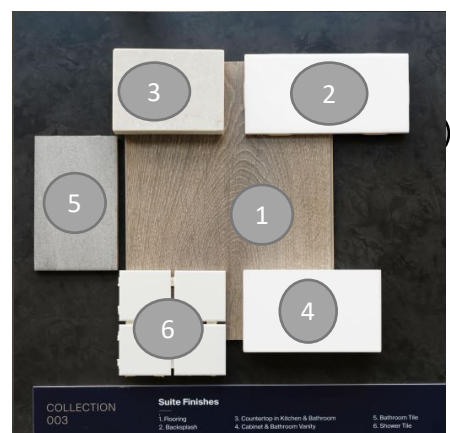 3
2
5
1
4
6
COLLECTION
003
Suite Finishes
1. Flooring
2. Backsplash
3. Countertop in Kitchen & Bathroom
4. Cabinet & Bathroom Vanity
5. Bathroom Tile
6. Shower Tile